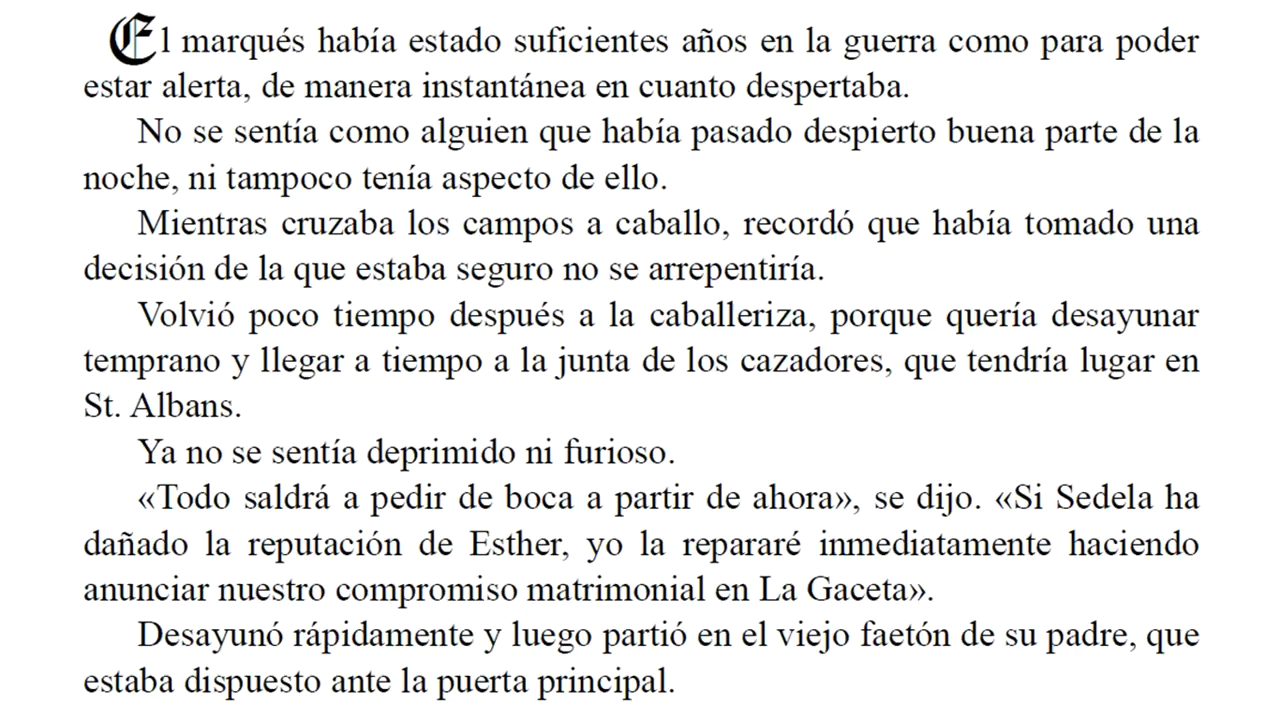 El marqués había estado suficientes años en la guerra como para poder
estar alerta, de manera instantánea en cuanto despertaba.
No se sentía como alguien que había pasado despierto buena parte de la
noche, ni tampoco tenía aspecto de ello.
Mientras cruzaba los campos a caballo, recordó que había tomado una
decisión de la que estaba seguro no se arrepentiría.
Volvió poco tiempo después a la caballeriza, porque quería desayunar
temprano y llegar a tiempo a la junta de los cazadores, que tendría lugar en
St. Albans.
Ya no se sentía deprimido ni furioso.
«Todo saldrá a pedir de boca a partir de ahora», se dijo. «Si Sedela ha
dañado la reputación de Esther, yo la repararé inmediatamente haciendo
anunciar nuestro compromiso matrimonial en La Gaceta».
Desayunó rápidamente y luego partió en el viejo faetón de su padre, que
estaba dispuesto ante la puerta principal.